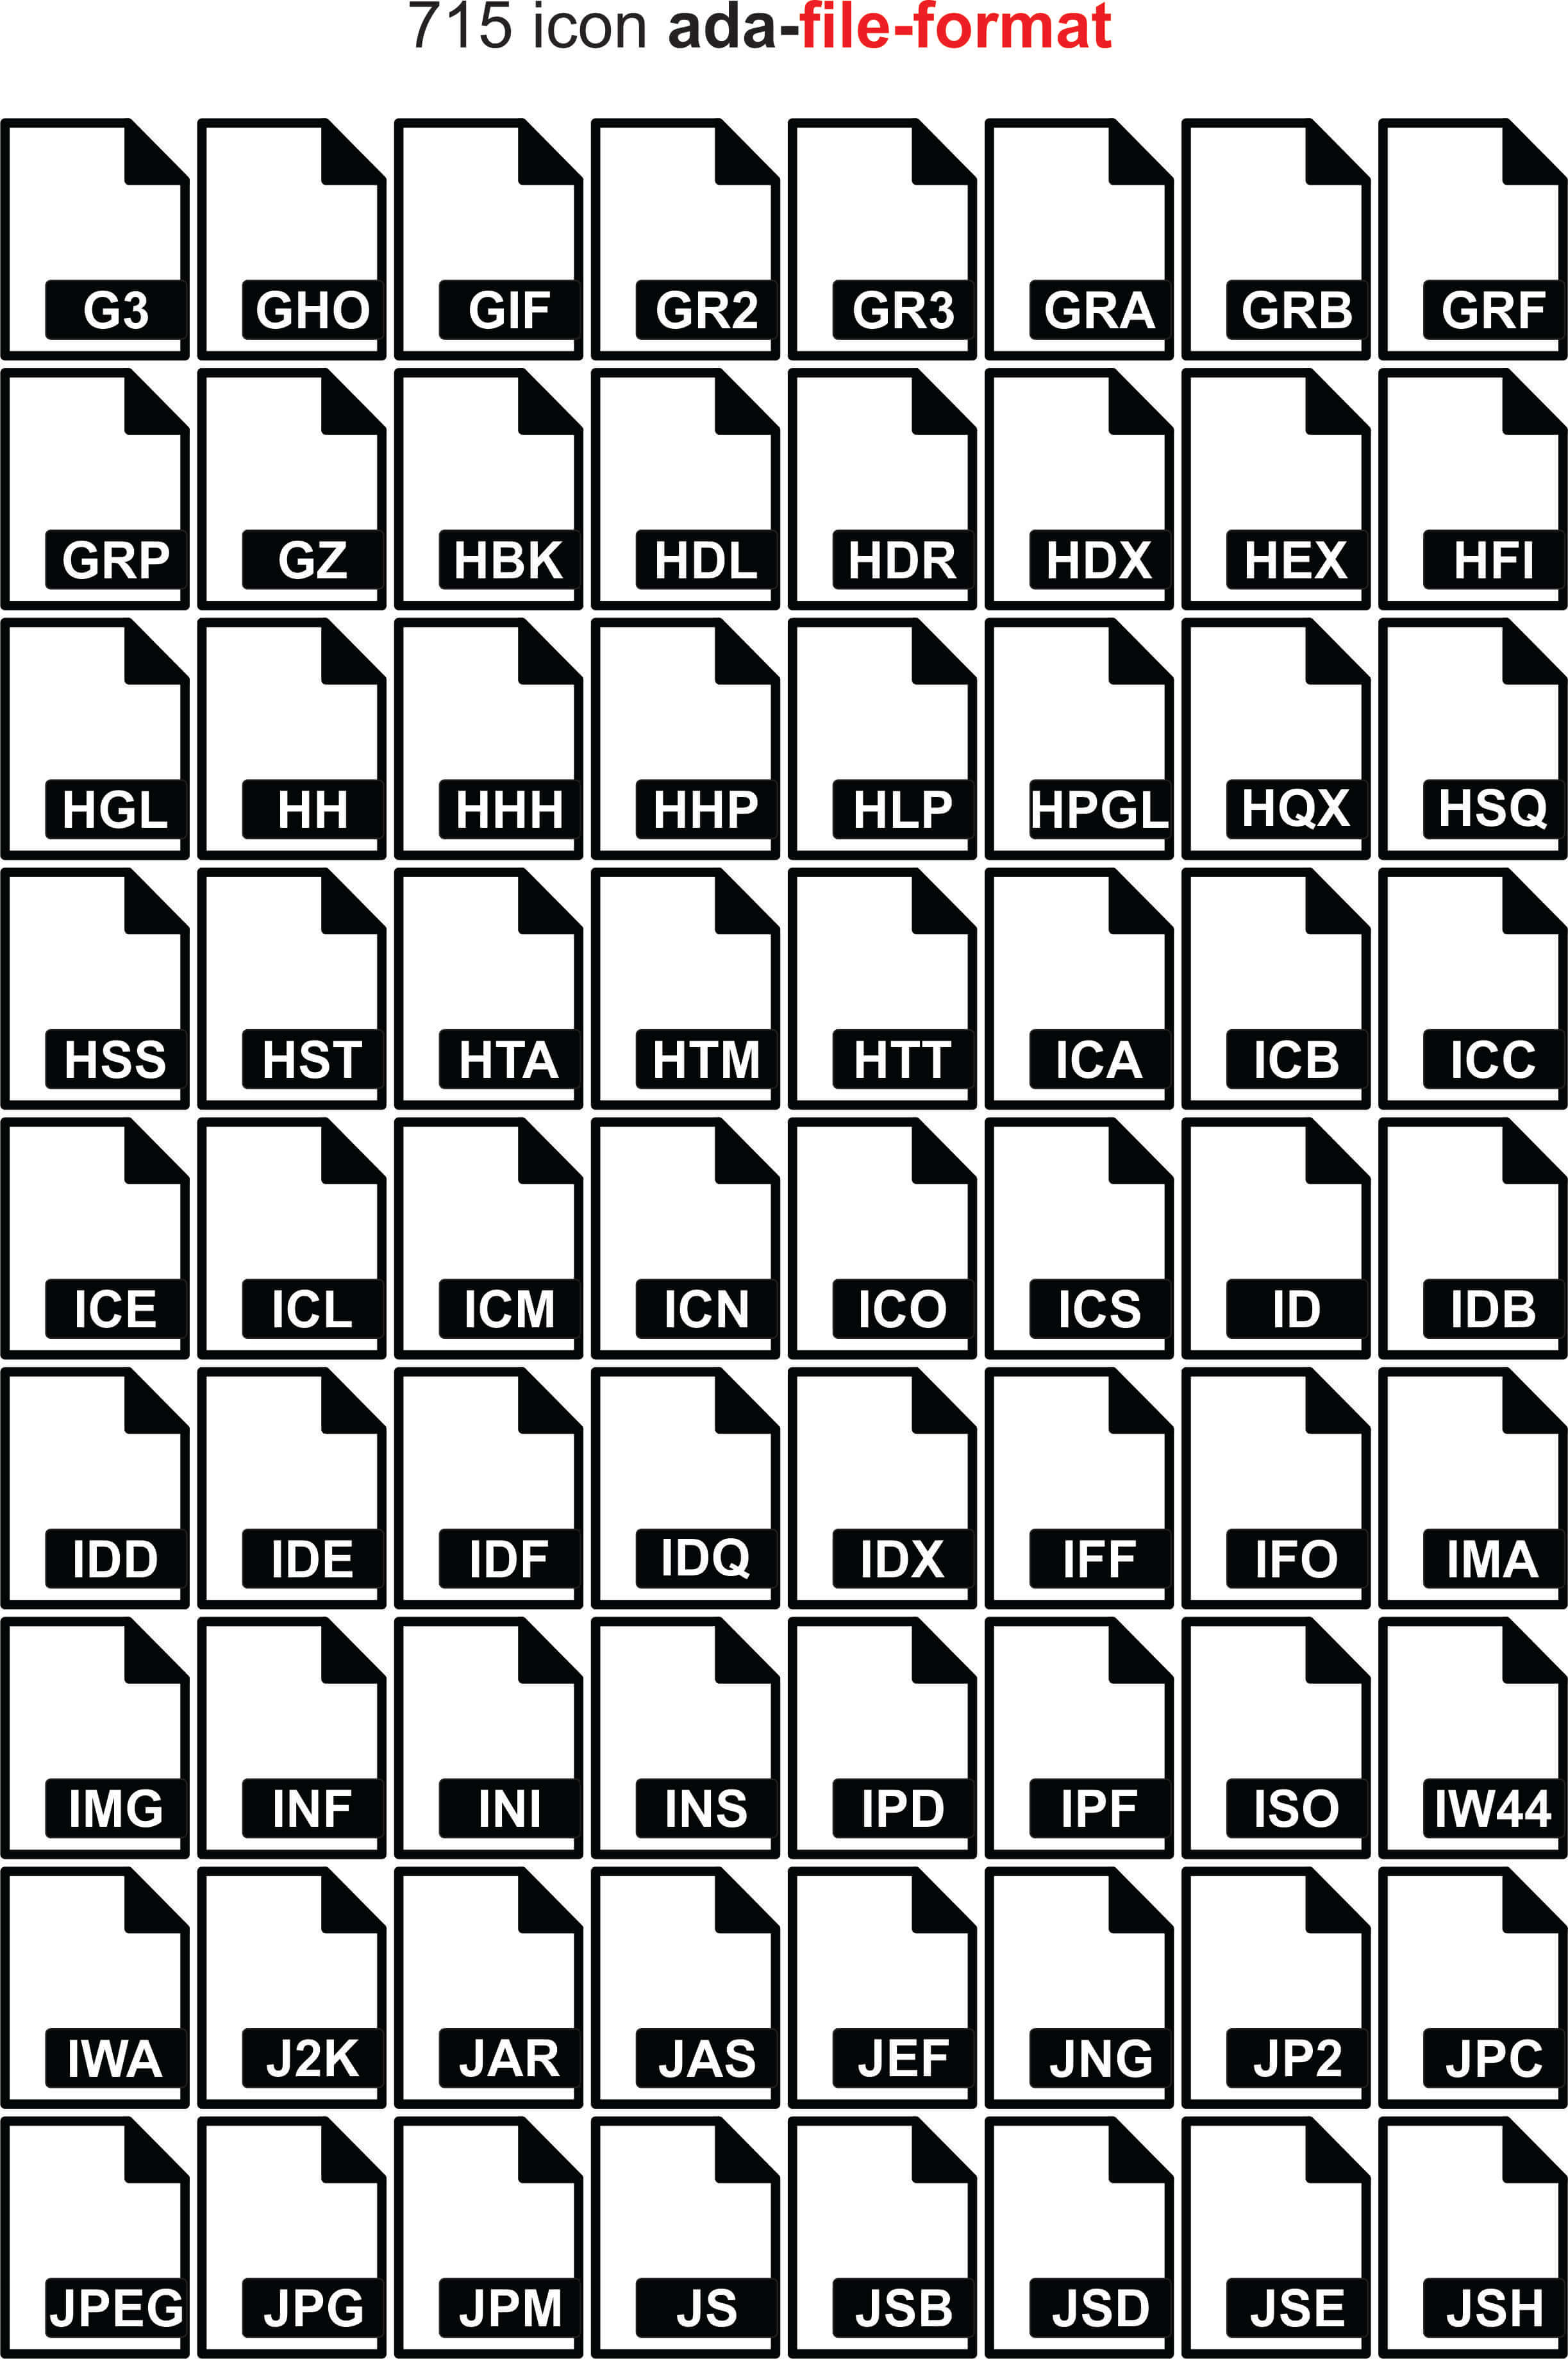 715 icon ada-file-format
G3 GHO GIF GR2 GR3 GRA GRB GRF
GRP GZ HBK HDL HDR HDX HEX HFI
HGL HH HHH HHP HLP HPGL HQX HSQ
HSS HST HTA HTM HTT ICA ICB ICC
ICE ICL ICM ICN ICO ICS ID IDB
IDD IDE IDF IDQ IDX IFF IFO IMA
IMG INF INI INS IPD IPF ISO IW44
IWA J2K JAR JAS JEF JNG JP2 JPC
JPEG JPG JPM JS JSB JSD JSE JSH